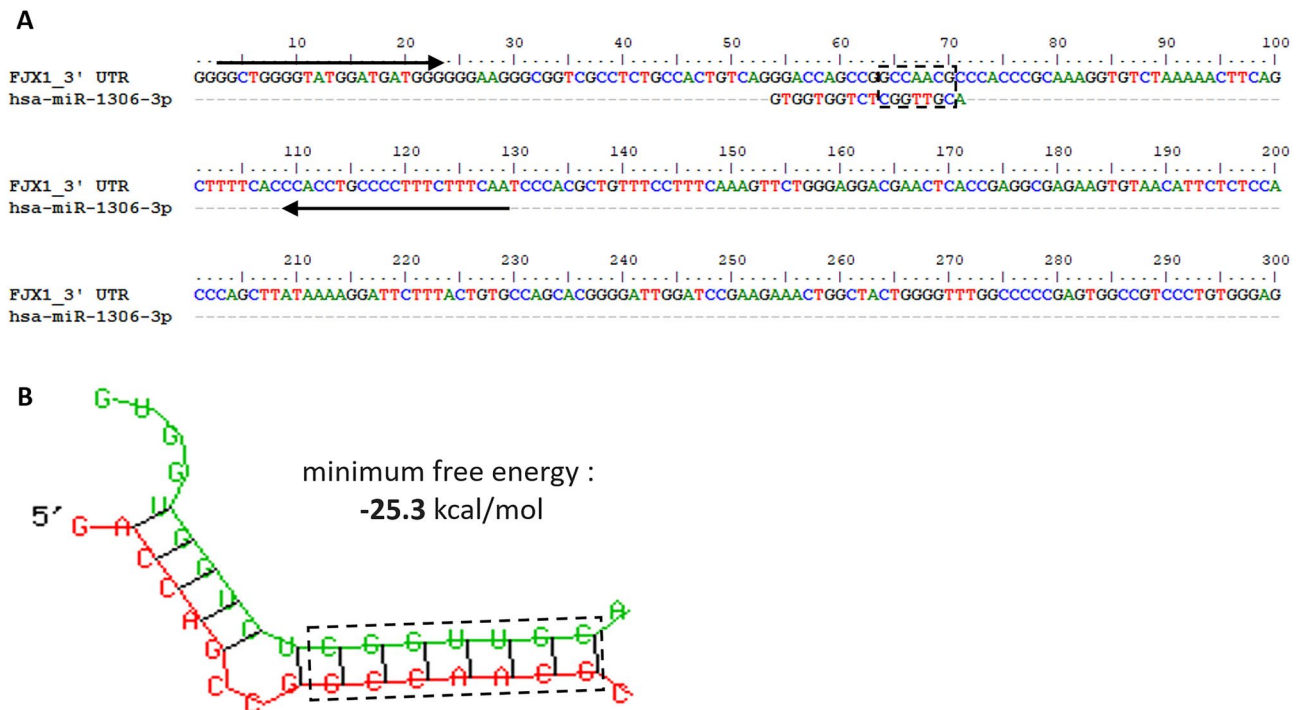 A
10 20 30 40 50 60 70 80 90 100
FJX1_3' UTR GGGGCTGGGGTATGGATGATGGGGGGAAGGGCGGTCGCCTCTGCCACTGTCAGGGACCAGCCGGCCAACGCCCACCCGCAAAGGTGTCTAAAAACTTCAG
hsa-miR-1306-3p GTGGTGGTCTCGGTTGCA
110 120 130 140 150 160 170 180 190 200
FJX1_3' UTR CTTTTCACCCACCTGCCCCTTTCTTTCAATCCCACGCTGTTTCCTTTCAAAGTTCTGGGAGGACGAACTCACCGAGGCGAGAAGTGTAACATTCTCTCCA
hsa-miR-1306-3p
210 220 230 240 250 260 270 280 290 300
FJX1_3' UTR CCCAGCTTATAAAAGGATTCTTTACTGTGCCAGCACGGGGATTGGATCCGAAGAAACTGGCTACTGGGGTTTGGCCCCCGAGTGGCCGTCCCTGTGGGAG
hsa-miR-1306-3p
B
minimum free energy :
-25.3 kcal/mol
G U G G U G G U C U C G G U U G C A
5' G A C C A G C C G G C C A A C G C